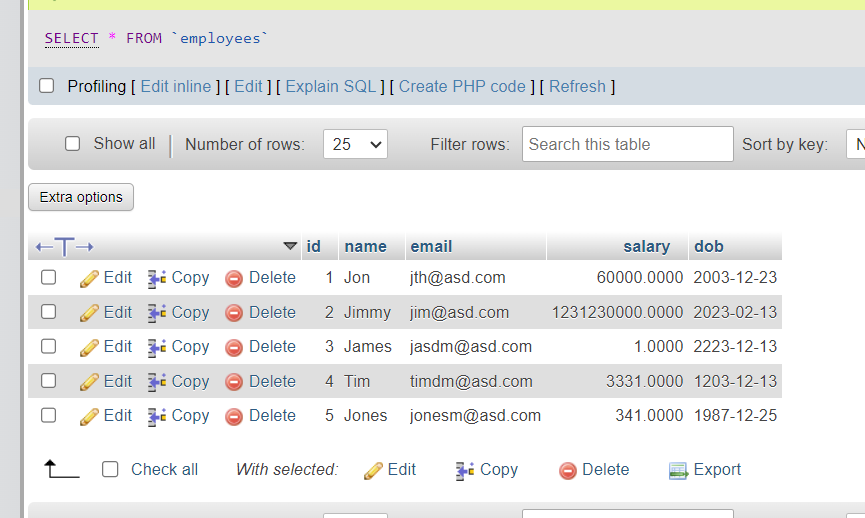 SELECT * FROM `employees`
Profiling [ Edit inline ] [ Edit ] [ Explain SQL ] [ Create PHP code ] [ Refresh ]
Show all | Number of rows: 25 Filter rows: Search this table Sort by key:
Extra options
id name email salary dob
Edit Copy Delete 1 Jon jth@asd.com 60000.0000 2003-12-23
Edit Copy Delete 2 Jimmy jim@asd.com 1231230000.0000 2023-02-13
Edit Copy Delete 3 James jasdm@asd.com 1.0000 2223-12-13
Edit Copy Delete 4 Tim timdm@asd.com 3331.0000 1203-12-13
Edit Copy Delete 5 Jones jonesm@asd.com 341.0000 1987-12-25
Check all With selected: Edit Copy Delete Export